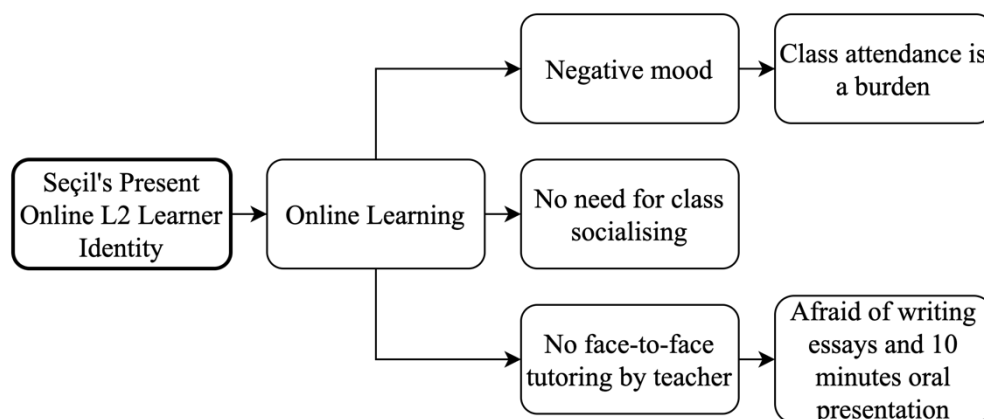 Negative mood
Class attendance is
a burden
Seçil's Present
Online L2 Learner
Identity
Online Learning
No need for class
socialising
No face-to-face
tutoring by teacher
Afraid of writing
essays and 10
minutes oral
presentation